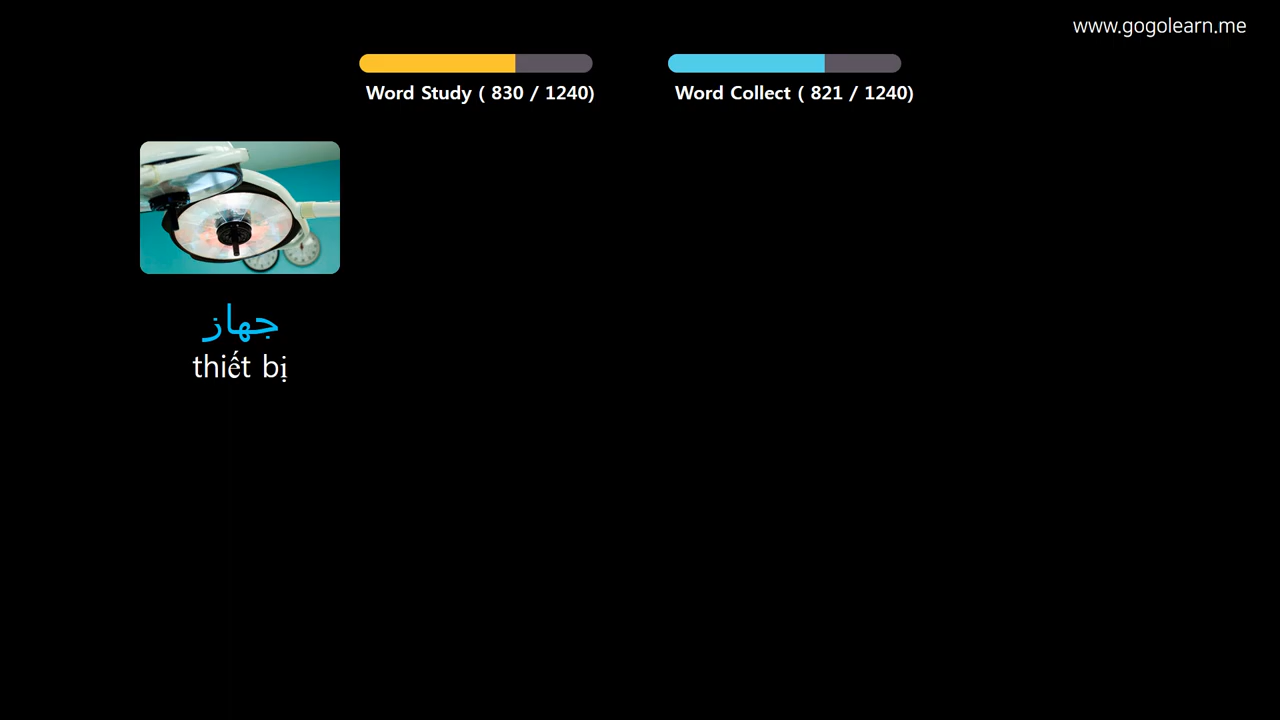 www.gogolearn.me
Word Study ( 830 / 1240)
Word Collect ( 821 / 1240)
جهاز
thiết bị